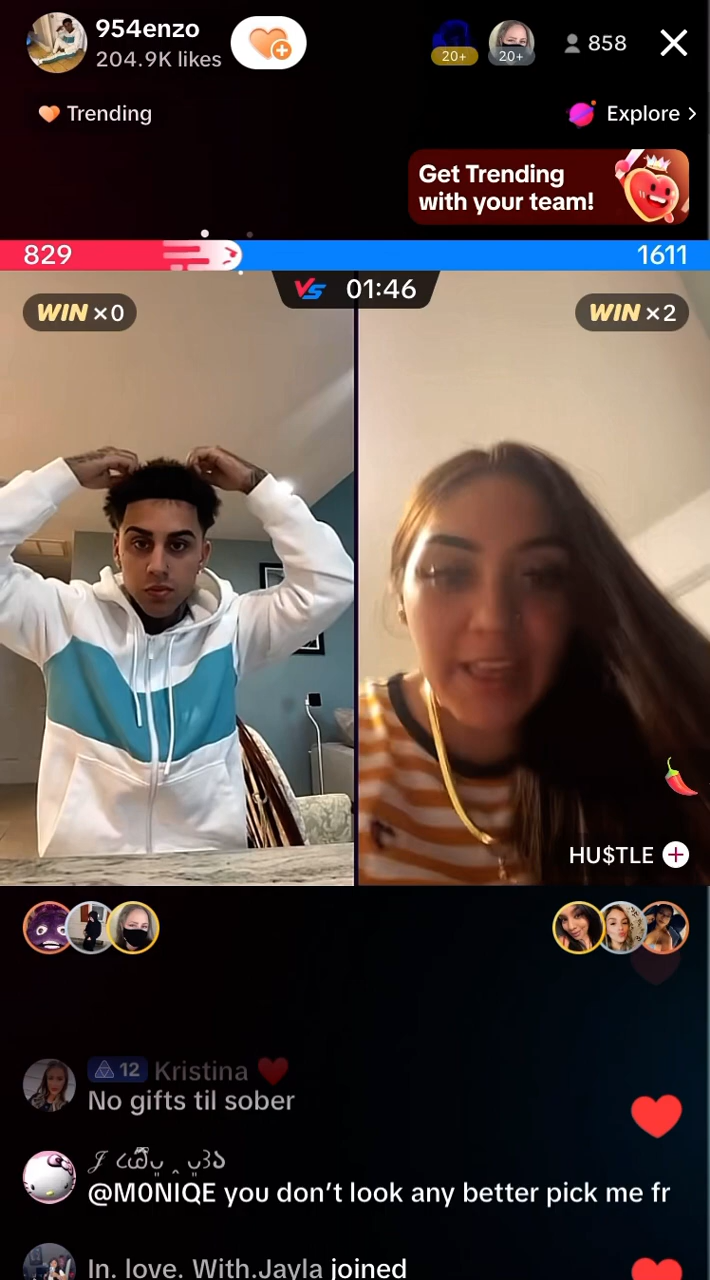 954enzo
204.9K likes
20+
20+
858
Trending
Explore >
Get Trending
with your team!
829
1611
VS 01:46
WIN ×0
WIN ×2
HU$TLE
12 Kristina
No gifts til sober
@M0NIQE you don’t look any better pick me fr
In. love. With.Jayla joined